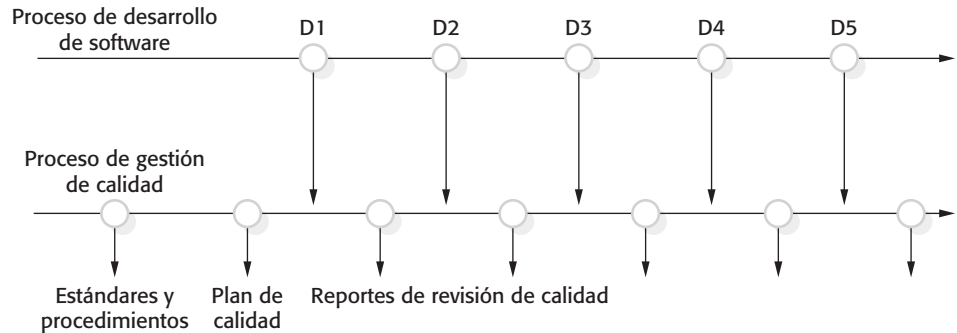 Proceso de desarrollo
de software
D1 D2 D3 D4 D5
Proceso de gestión
de calidad
Estándares y
procedimientos
Plan de
calidad
Reportes de revisión de calidad